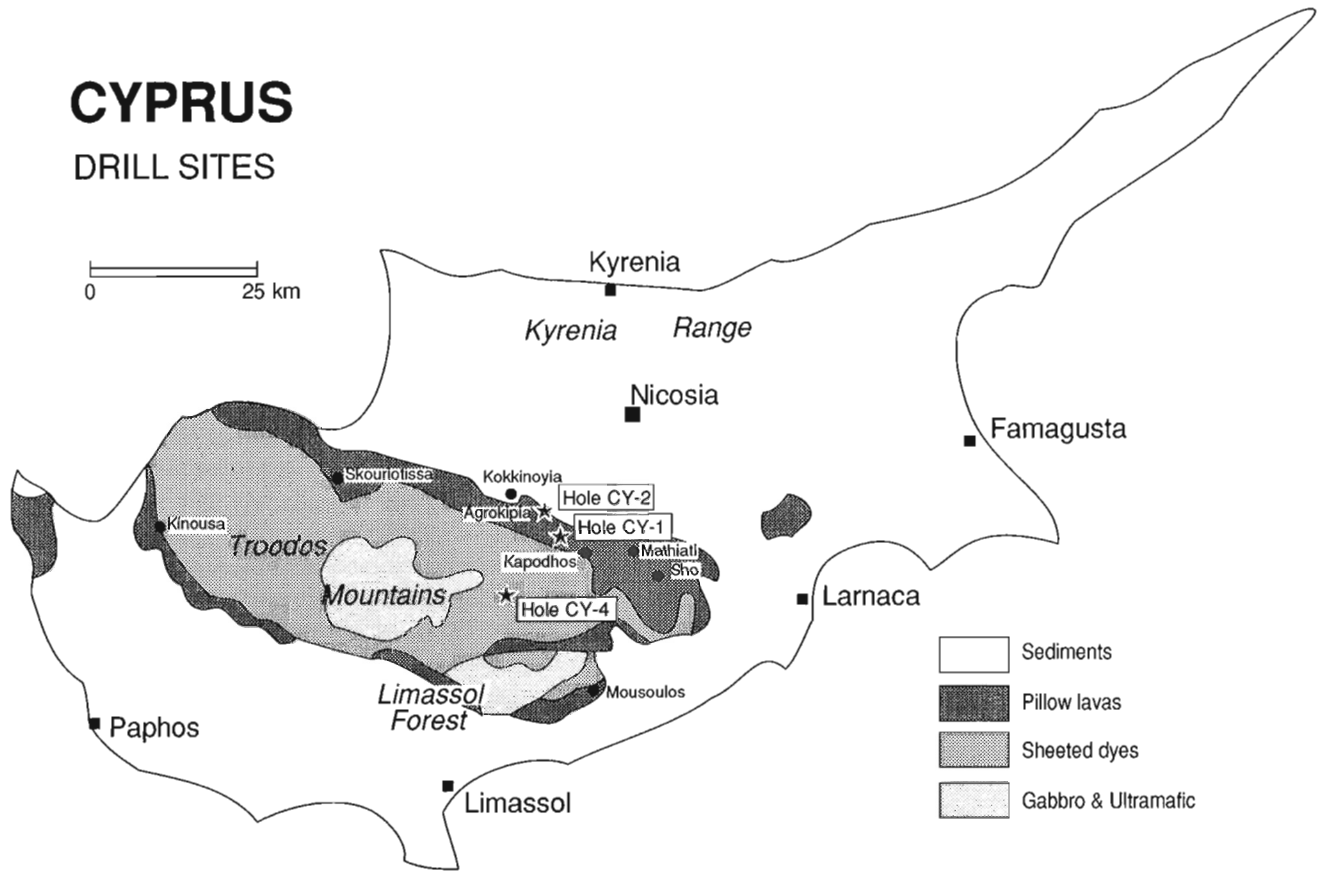 CYPRUS
DRILL SITES
0 25 km
Kyrenia
Kyrenia Range
Nicosia
Famagusta
Skouriotissa
Kokkinoyia
Hole CY-2
Agrokipia
Hole CY-1
Kinousa
Troodos
Kapodhos
Mathiati
Sho
Mountains
Hole CY-4
Larnaca
Limassol
Forest
Mousoulos
Paphos
Limassol
Sediments
Pillow lavas
Sheeted dyes
Gabbro & Ultramafic